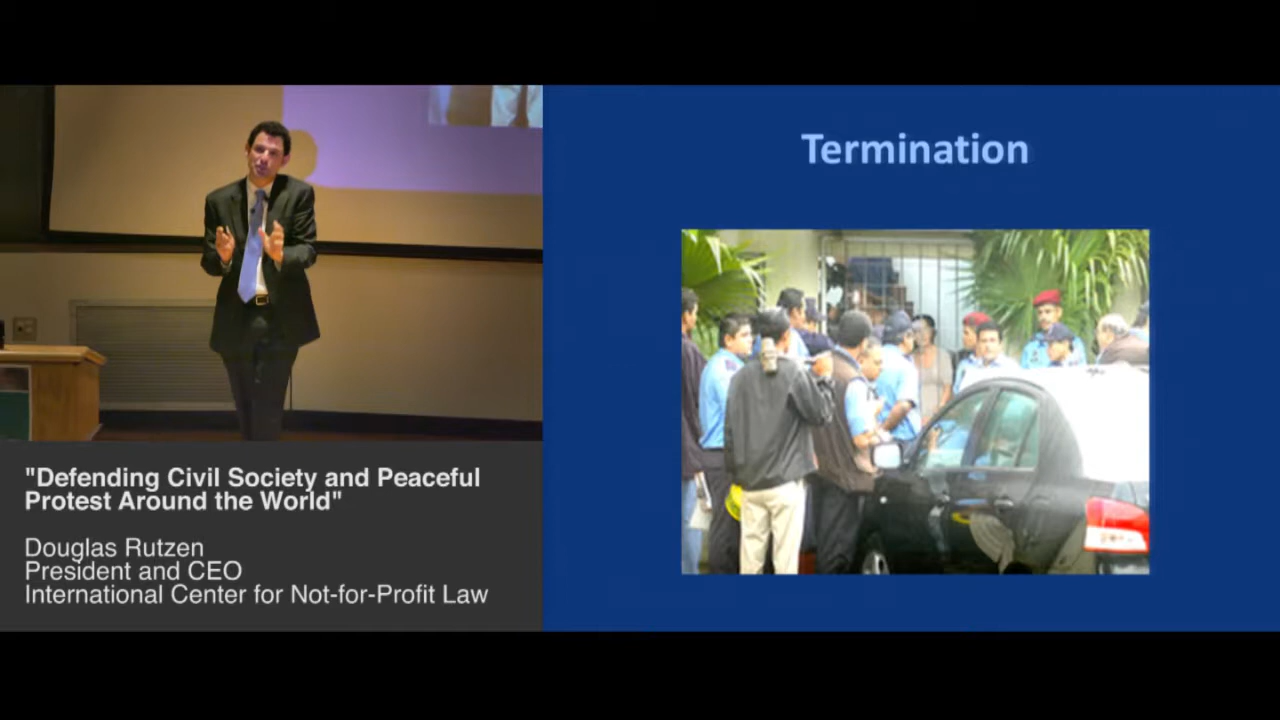 Termination
"Defending Civil Society and Peaceful
Protest Around the World"
Douglas Rutzen
President and CEO
International Center for Not-for-Profit Law